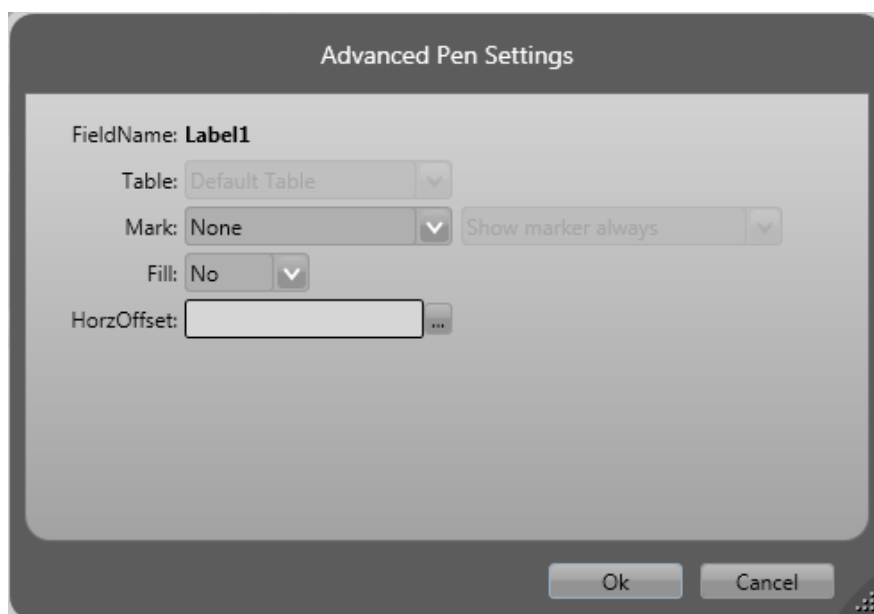 Advanced Pen Settings
FieldName: Label1
Table: Default Table
Mark: None Show marker always
Fill: No
HorzOffset: ...
Ok Cancel